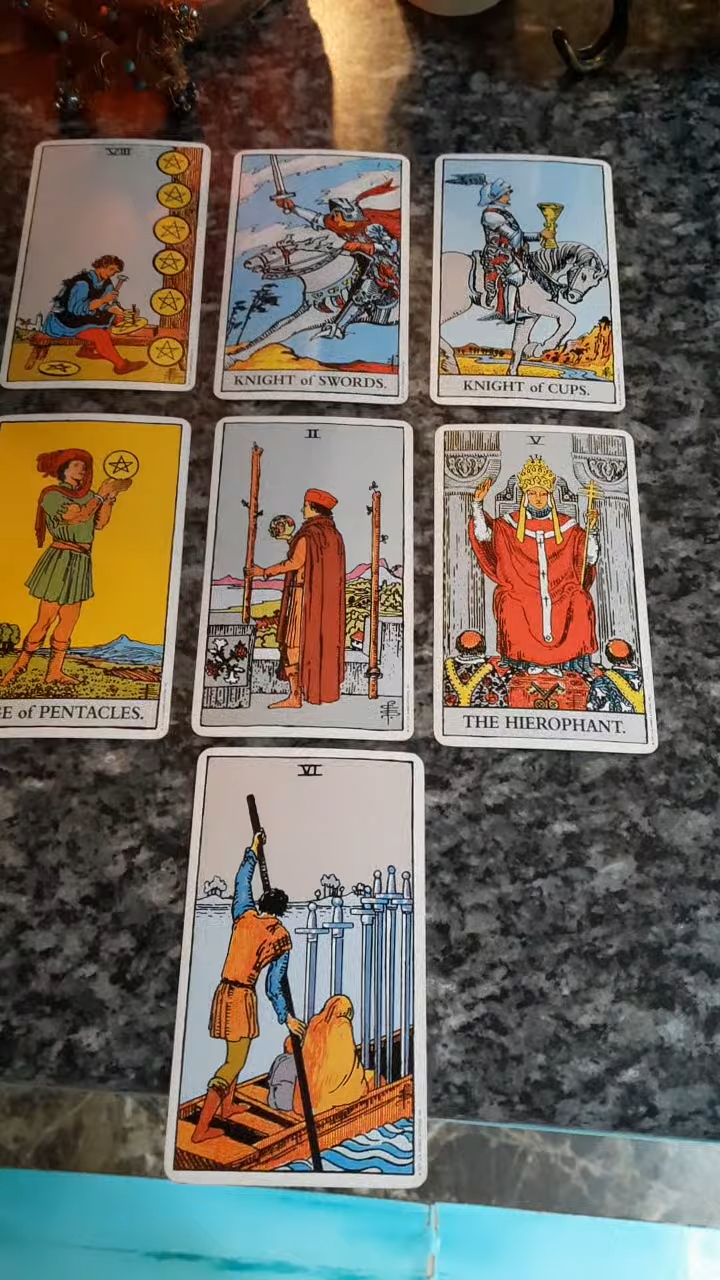 VIII
KNIGHT of SWORDS.
KNIGHT of CUPS.
E of PENTACLES.
II
V
THE HIEROPHANT.
VI